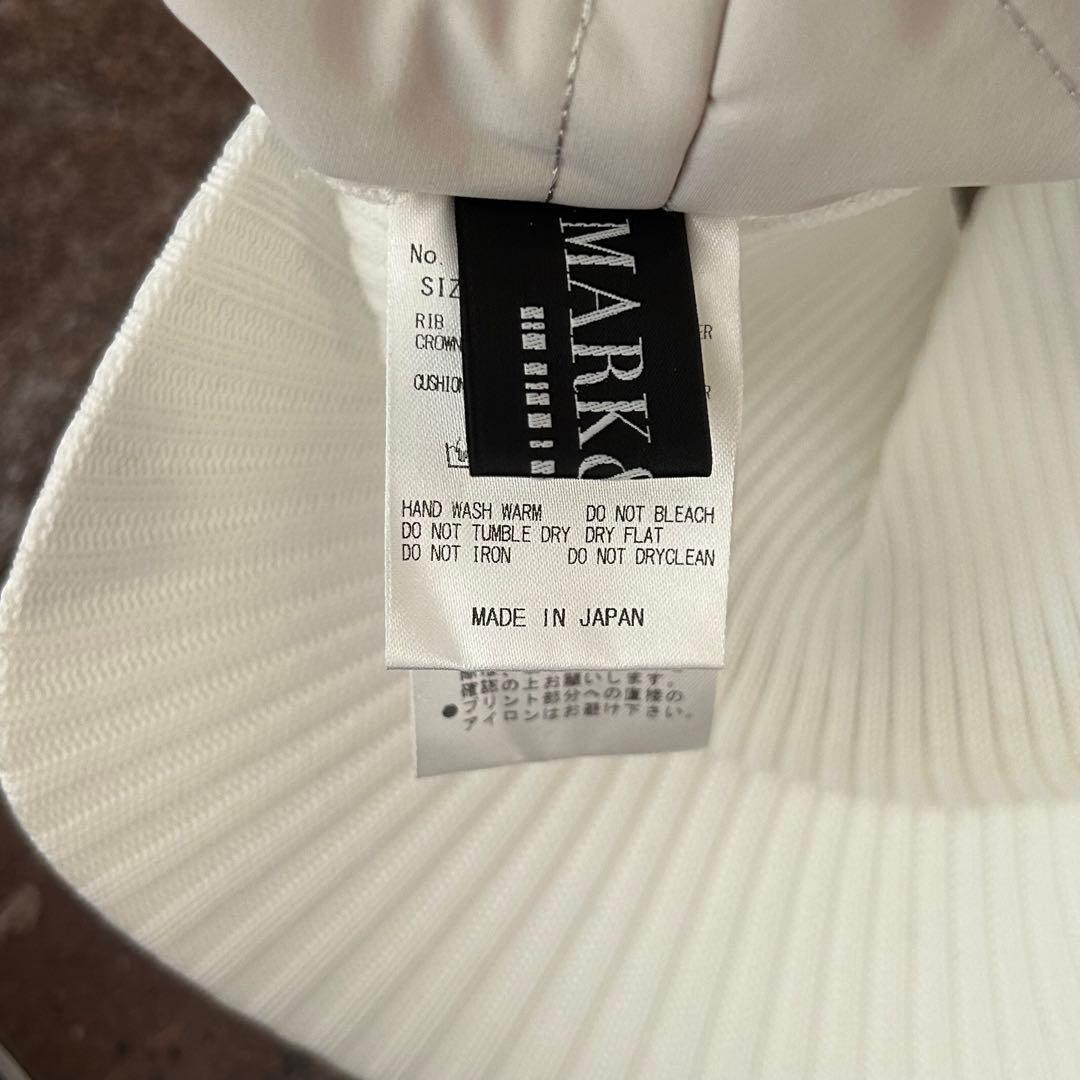 No.
SIZ
RIB ER
CROWN
CUSHION R
MARK&
HAND WASH WARM DO NOT BLEACH
DO NOT TUMBLE DRY DRY FLAT
DO NOT IRON DO NOT DRYCLEAN
MADE IN JAPAN
確認の上お願いします。
●プリント部分への直接の
アイロンはお避け下さい。